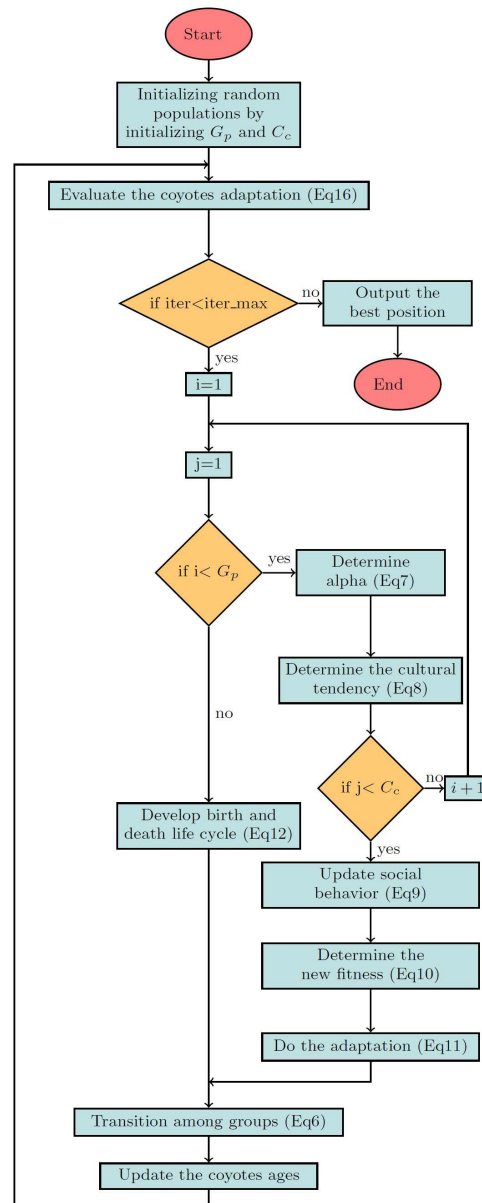 Start
Initializing random
populations by
initializing $G_p$ and $C_c$
Evaluate the coyotes adaptation (Eq16)
if iter<iter_max
no
Output the
best position
yes
End
i=1
j=1
if i< $G_p$
yes
Determine
alpha (Eq7)
Determine the cultural
tendency (Eq8)
no
if j< $C_c$
no
$i+1$
Develop birth and
death life cycle (Eq12)
yes
Update social
behavior (Eq9)
Determine the
new fitness (Eq10)
Do the adaptation (Eq11)
Transition among groups (Eq6)
Update the coyotes ages